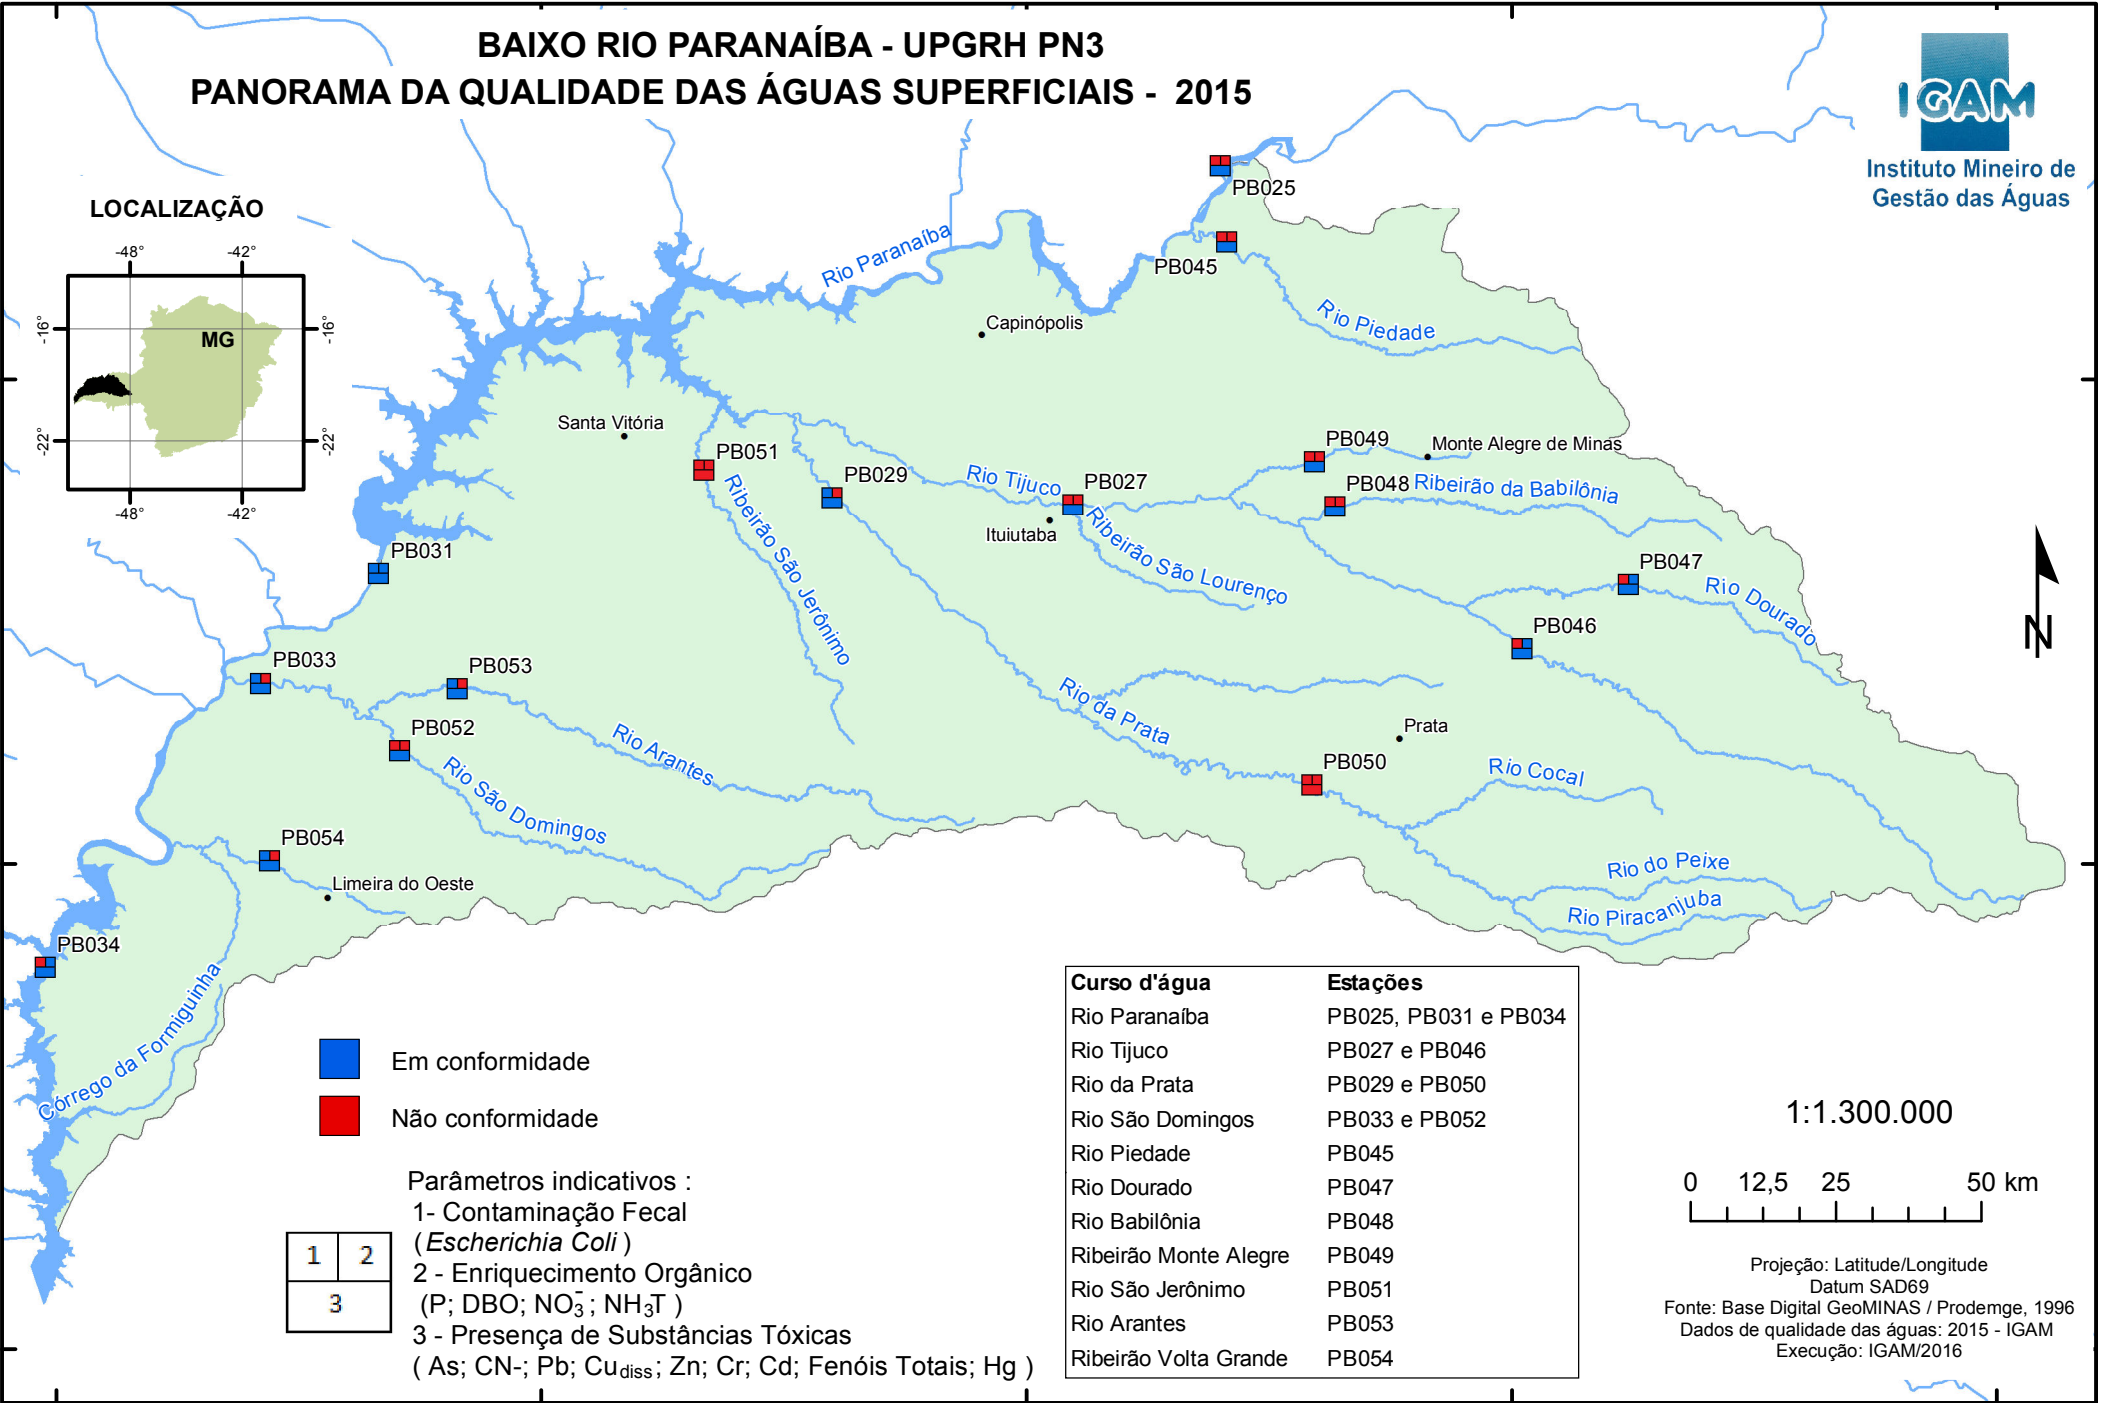 BAIXO RIO PARANAÍBA - UPGRH PN3
PANORAMA DA QUALIDADE DAS ÁGUAS SUPERFICIAIS - 2015
IGAM
Instituto Mineiro de
Gestão das Águas
LOCALIZAÇÃO
-48°
-42°
-16°
-16°
MG
-22°
-22°
-48°
-42°
PB025
Rio Paranaíba
PB045
Rio Piedade
Capinópolis
Santa Vitória
PB051
PB029
Rio Tijuco
PB027
PB049
Monte Alegre de Minas
PB048
Ribeirão da Babilônia
Ituiutaba
Ribeirão São Lourenço
Ribeirão São Jerônimo
PB031
PB047
Rio Dourado
PB046
PB033
PB053
PB052
Rio Arantes
Rio da Prata
Prata
PB050
Rio Cocal
Rio São Domingos
PB054
Limeira do Oeste
Rio do Peixe
Rio Piracanjuba
PB034
Córrego da Formiguinha
Em conformidade
Não conformidade
Parâmetros indicativos :
1- Contaminação Fecal
(Escherichia Coli )
2 - Enriquecimento Orgânico
(P; DBO; NO₃⁻; NH₃T )
3 - Presença de Substâncias Tóxicas
( As; CN-; Pb; Cudiss; Zn; Cr; Cd; Fenóis Totais; Hg )
1 2
3
Curso d'água Estações
Rio Paranaíba PB025, PB031 e PB034
Rio Tijuco PB027 e PB046
Rio da Prata PB029 e PB050
Rio São Domingos PB033 e PB052
Rio Piedade PB045
Rio Dourado PB047
Rio Babilônia PB048
Ribeirão Monte Alegre PB049
Rio São Jerônimo PB051
Rio Arantes PB053
Ribeirão Volta Grande PB054
N
1:1.300.000
0 12,5 25 50 km
Projeção: Latitude/Longitude
Datum SAD69
Fonte: Base Digital GeoMINAS / Prodemge, 1996
Dados de qualidade das águas: 2015 - IGAM
Execução: IGAM/2016